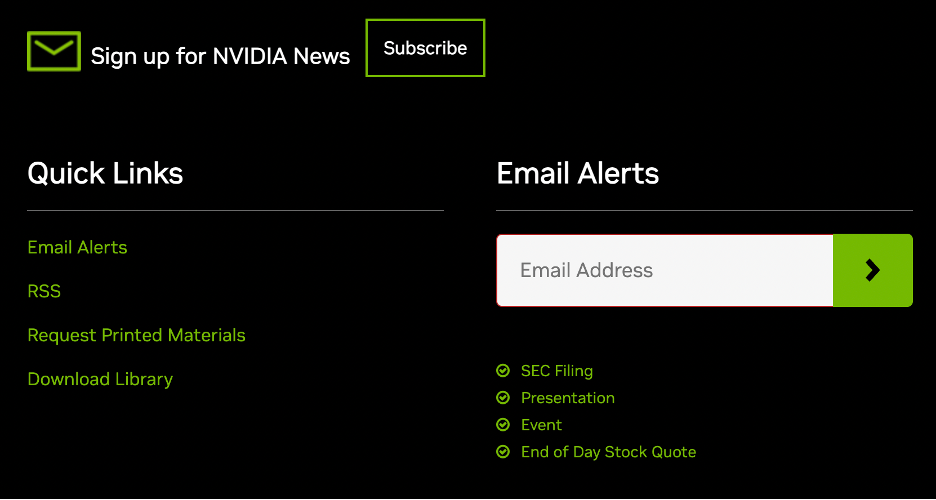 Sign up for NVIDIA News
Subscribe
Quick Links
Email Alerts
RSS
Request Printed Materials
Download Library
Email Alerts
Email Address
SEC Filing
Presentation
Event
End of Day Stock Quote